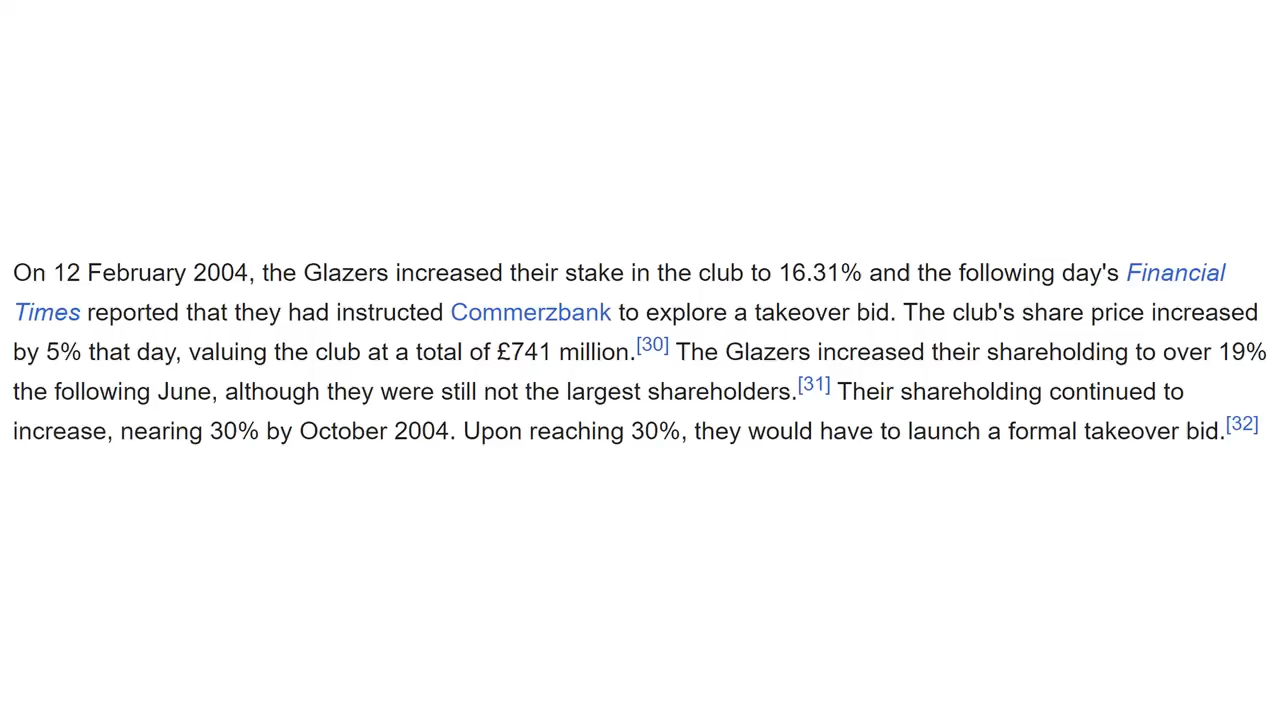 On 12 February 2004, the Glazers increased their stake in the club to 16.31% and the following day's Financial
Times reported that they had instructed Commerzbank to explore a takeover bid. The club's share price increased
by 5% that day, valuing the club at a total of £741 million.[30] The Glazers increased their shareholding to over 19%
the following June, although they were still not the largest shareholders.[31] Their shareholding continued to
increase, nearing 30% by October 2004. Upon reaching 30%, they would have to launch a formal takeover bid.[32]